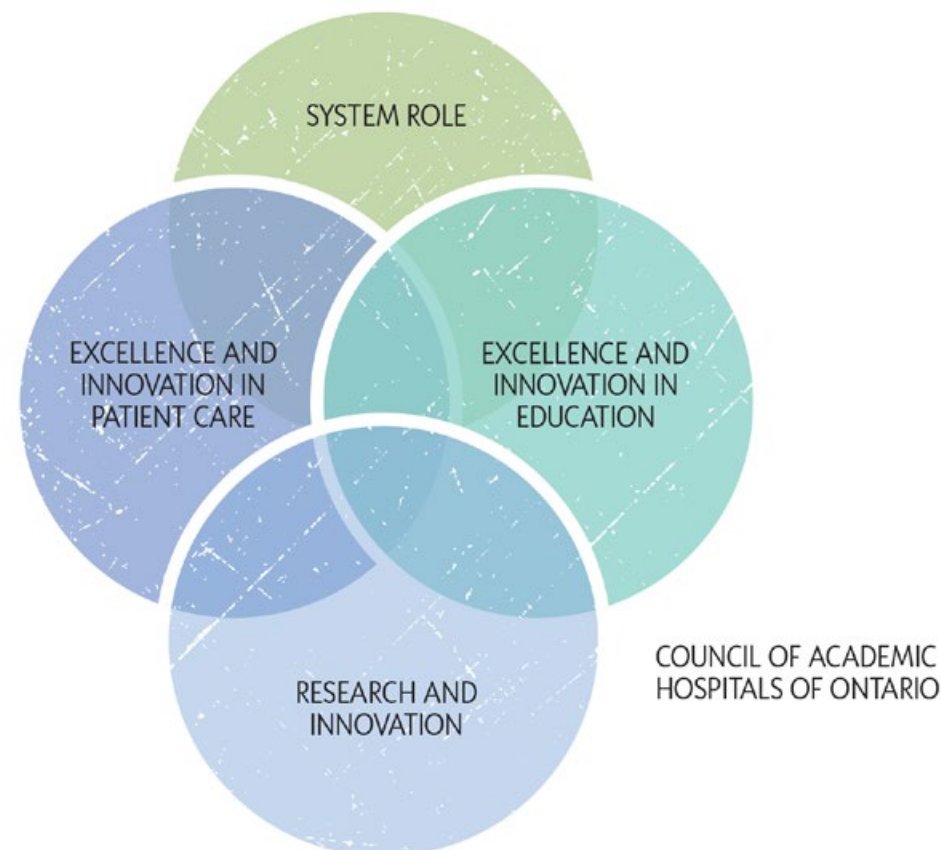 SYSTEM ROLE
EXCELLENCE AND
INNOVATION IN
PATIENT CARE
EXCELLENCE AND
INNOVATION IN
EDUCATION
RESEARCH AND
INNOVATION
COUNCIL OF ACADEMIC
HOSPITALS OF ONTARIO